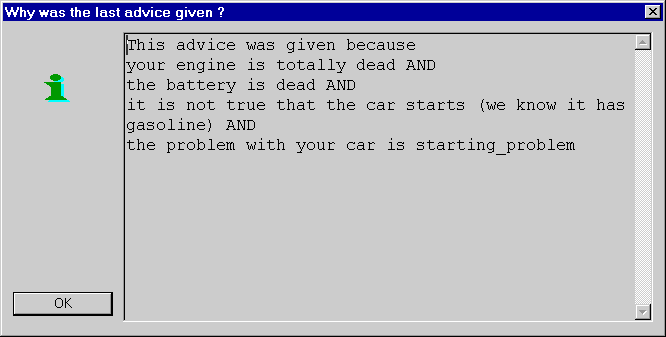 Why was the last advice given ?
This advice was given because
your engine is totally dead AND
the battery is dead AND
it is not true that the car starts (we know it has
gasoline) AND
the problem with your car is starting_problem
OK